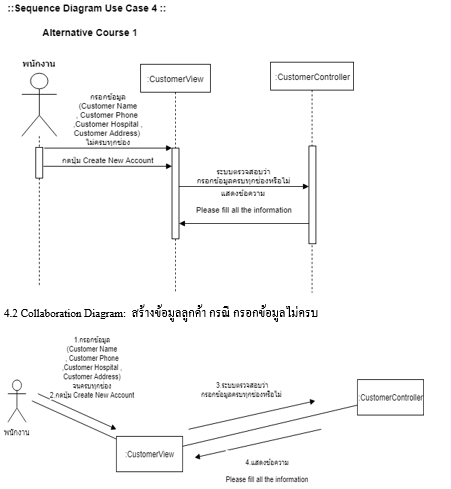 ::Sequence Diagram Use Case 4 ::
Alternative Course 1
พนักงาน
:CustomerView
:CustomerController
กรอกข้อมูล
(Customer Name
, Customer Phone
,Customer Hospital ,
Customer Address)
ไม่ครบทุกช่อง
กดปุ่ม Create New Account
ระบบตรวจสอบว่า
กรอกข้อมูลครบทุกช่องหรือไม่
แสดงข้อความ
Please fill all the information
4.2 Collaboration Diagram: สร้างข้อมูลลูกค้า กรณี กรอกข้อมูลไม่ครบ
1.กรอกข้อมูล
(Customer Name
, Customer Phone
,Customer Hospital ,
Customer Address)
จนครบทุกช่อง
2.กดปุ่ม Create New Account
พนักงาน
3.ระบบตรวจสอบว่า
กรอกข้อมูลครบทุกช่องหรือไม่
:CustomerController
:CustomerView
4.แสดงข้อความ
Please fill all the information